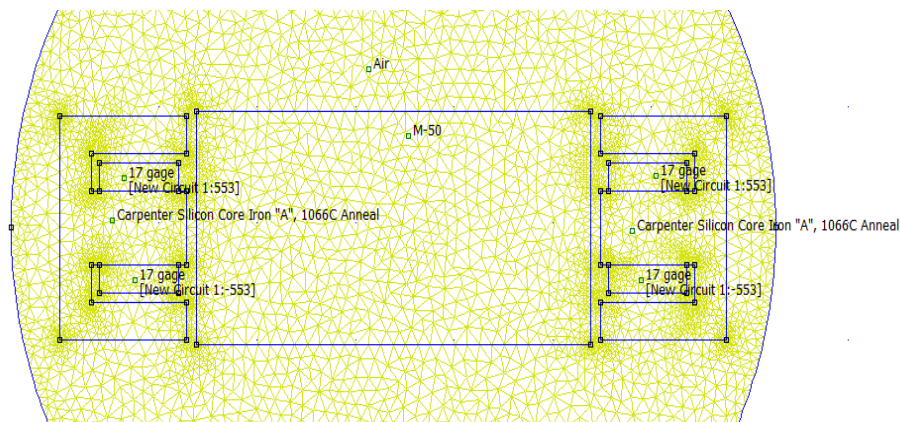 Air
M-50
17 gage
[New Circuit 1:553]
17 gage
[New Circuit 1:553]
Carpenter Silicon Core Iron "A", 1066C Anneal
Carpenter Silicon Core Iron "A", 1066C Anneal
17 gage
[New Circuit 1:-553]
17 gage
[New Circuit 1:-553]